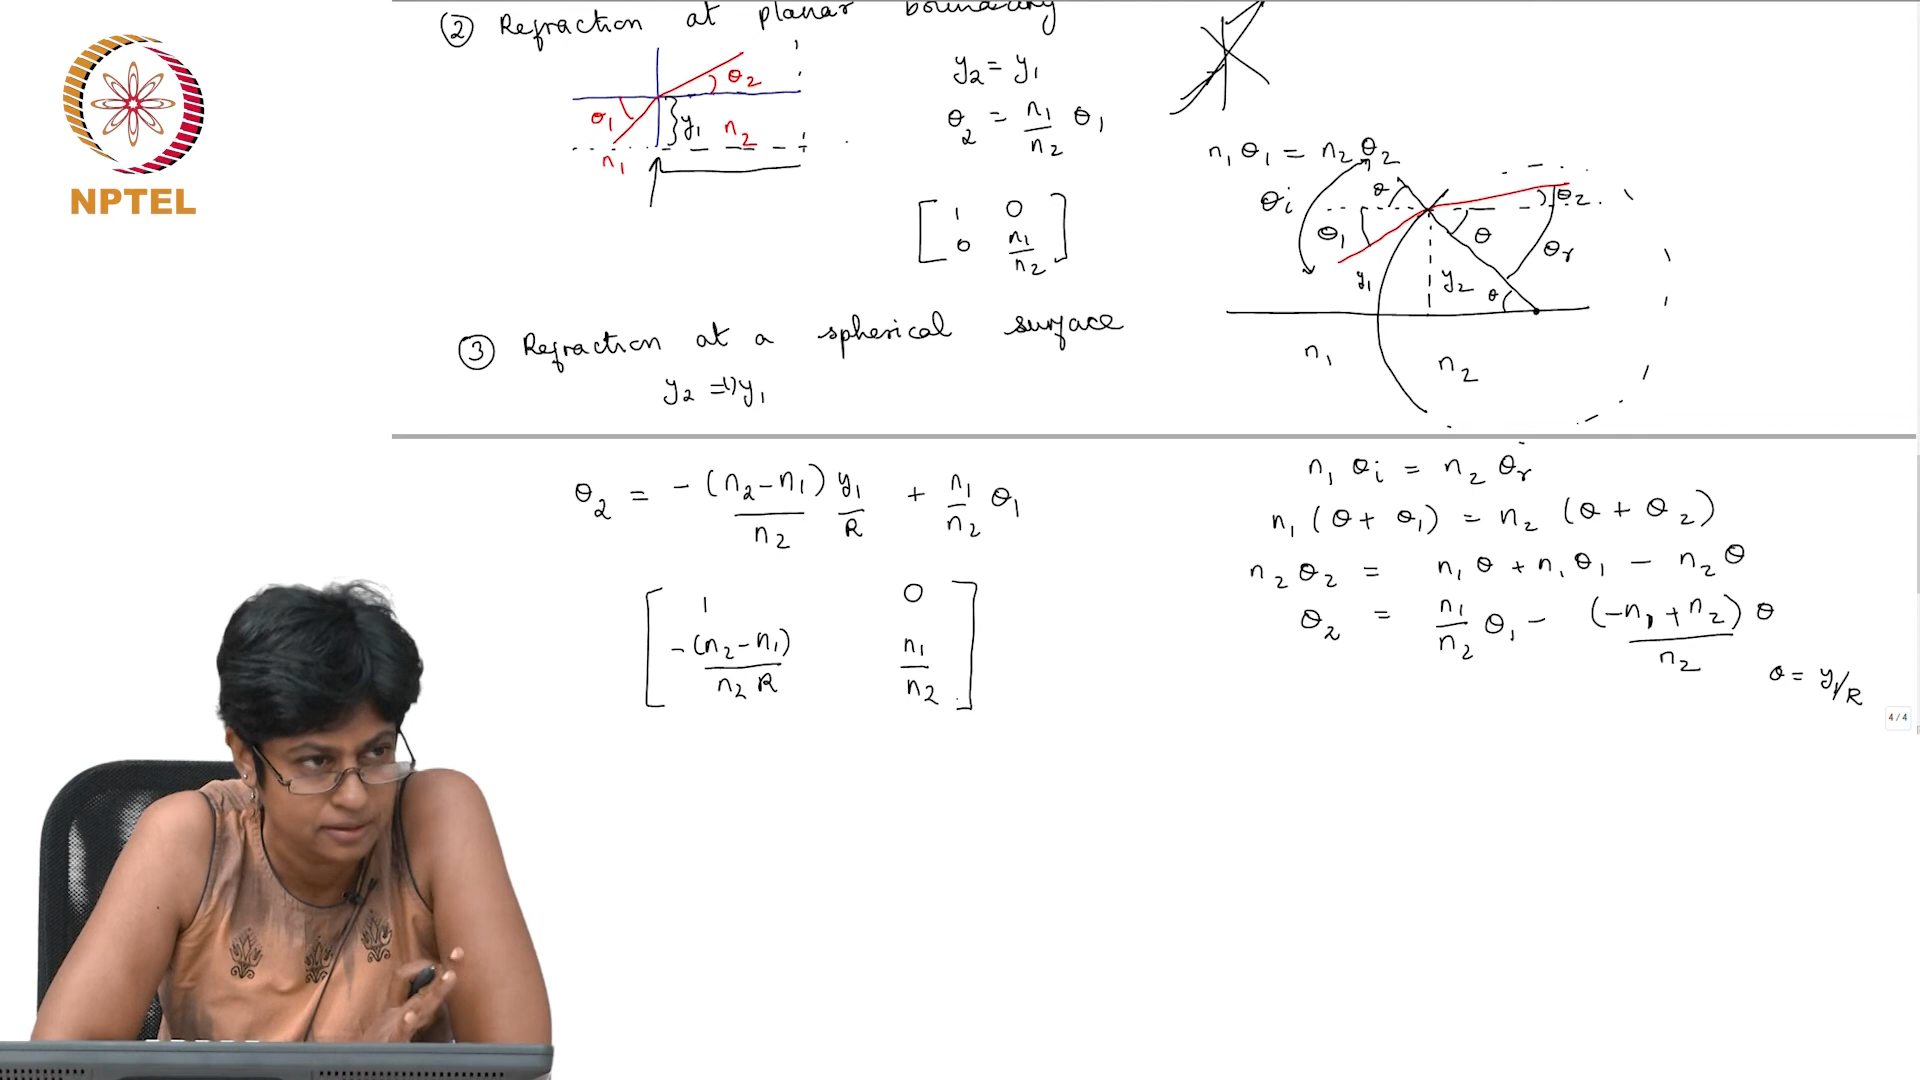 NPTEL
② Refraction at planar boundary
θ₁
n₁
y₁
n₂
θ₂
y₂ = y₁
θ₂ = n₁/n₂ θ₁
[ 1 0
0 n₁/n₂ ]
n₁ θ₁ = n₂ θ₂
θi
θ
θ₁
θ₂
θ
θr
y₁
y₂
θ
n₁
n₂
③ Refraction at a spherical surface
y₂ = y₁
θ₂ = -(n₂-n₁)/n₂ y₁/R + n₁/n₂ θ₁
[ 1 0
-(n₂-n₁)/n₂ R n₁/n₂ ]
n₁ θi = n₂ θr
n₁ (θ + θ₁) = n₂ (θ + θ₂)
n₂ θ₂ = n₁ θ + n₁ θ₁ - n₂ θ
θ₂ = n₁/n₂ θ₁ - (-n₁ + n₂)/n₂ θ
θ = y₁/R
4 / 4